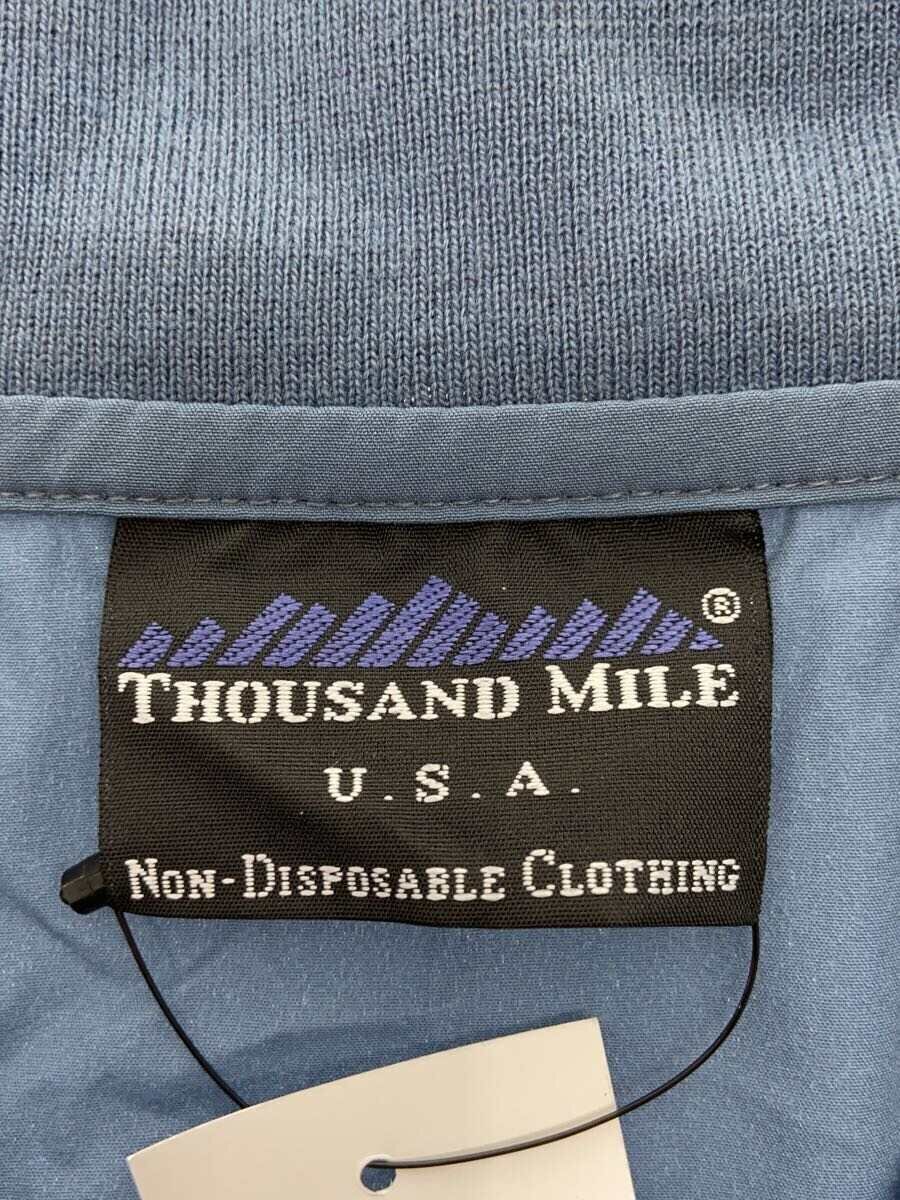 ®
THOUSAND MILE
U.S.A.
NON-DISPOSABLE CLOTHING